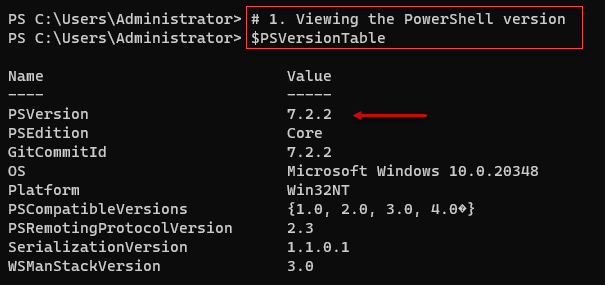 PS C:\Users\Administrator> # 1. Viewing the PowerShell version
PS C:\Users\Administrator> $PSVersionTable
Name Value
---- -----
PSVersion 7.2.2
PSEdition Core
GitCommitId 7.2.2
OS Microsoft Windows 10.0.20348
Platform Win32NT
PSCompatibleVersions {1.0, 2.0, 3.0, 4.0�}
PSRemotingProtocolVersion 2.3
SerializationVersion 1.1.0.1
WSManStackVersion 3.0